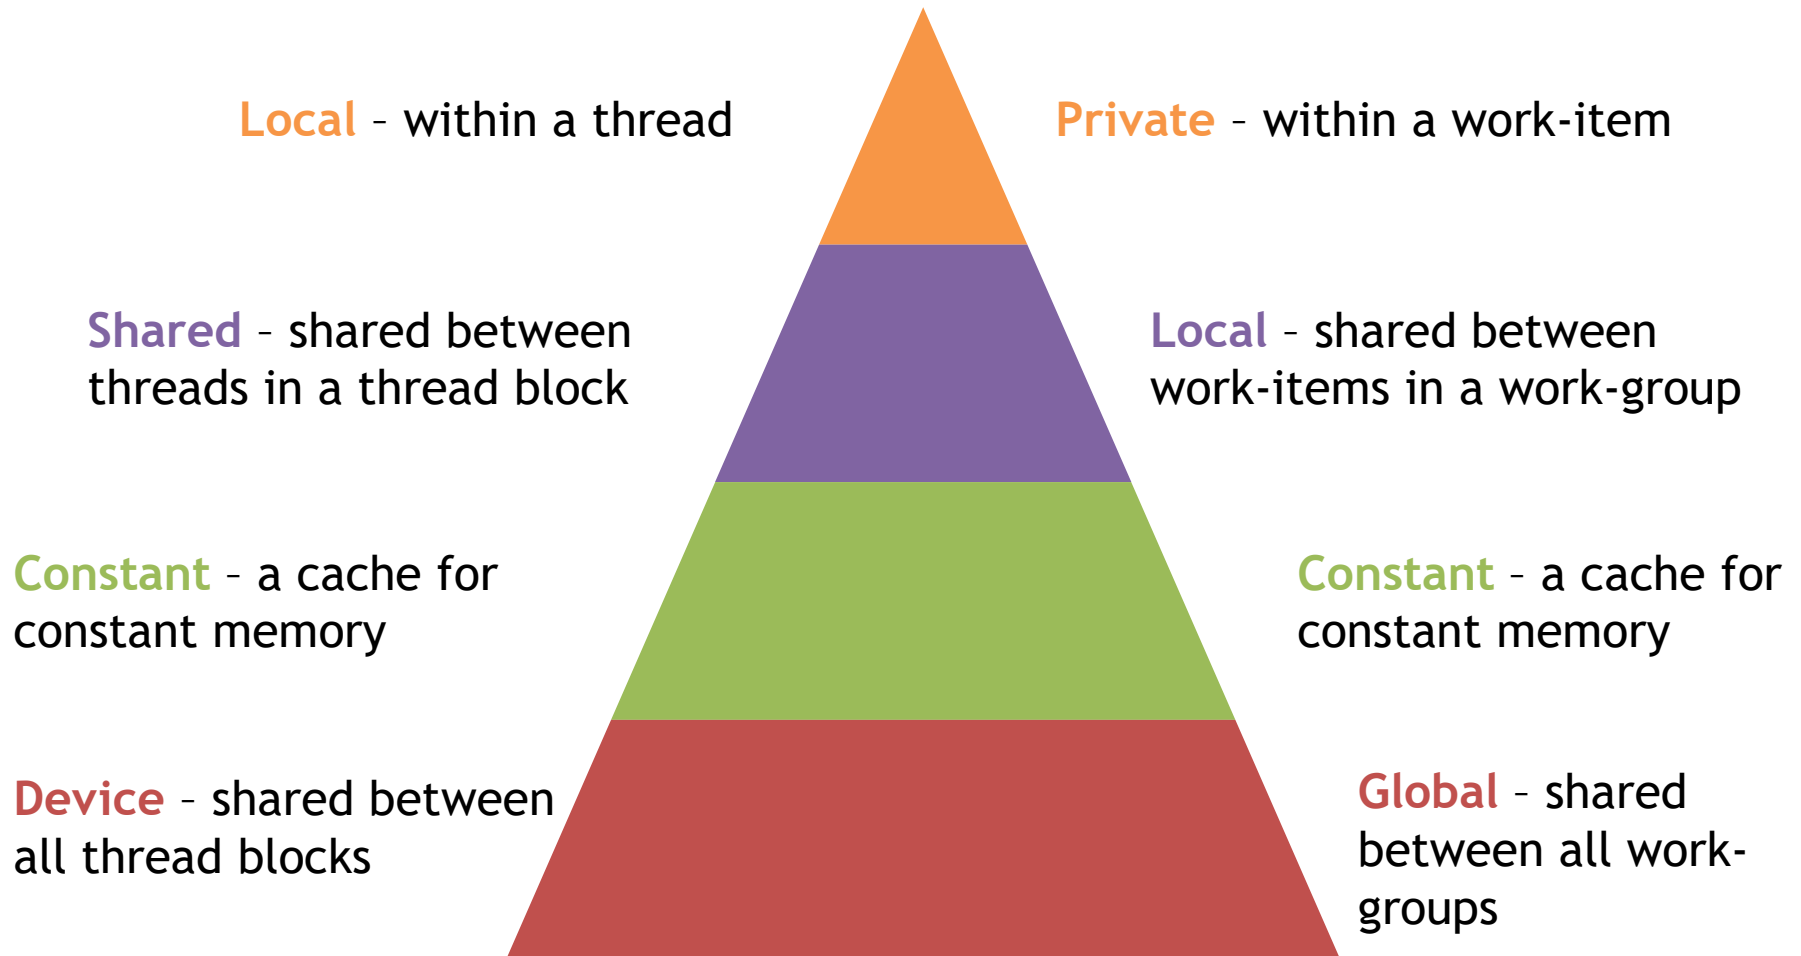 Local – within a thread
Private – within a work-item
Shared – shared between
threads in a thread block
Local – shared between
work-items in a work-group
Constant – a cache for
constant memory
Constant – a cache for
constant memory
Device – shared between
all thread blocks
Global – shared
between all work-
groups